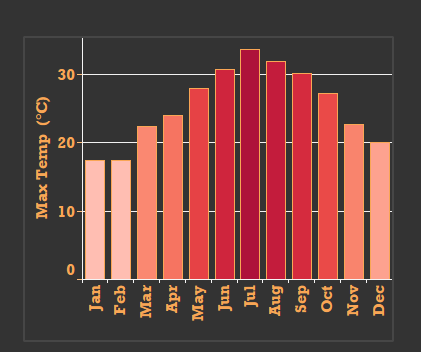 Max Temp (°C)
30
20
10
0
Jan
Feb
Mar
Apr
May
Jun
Jul
Aug
Sep
Oct
Nov
Dec